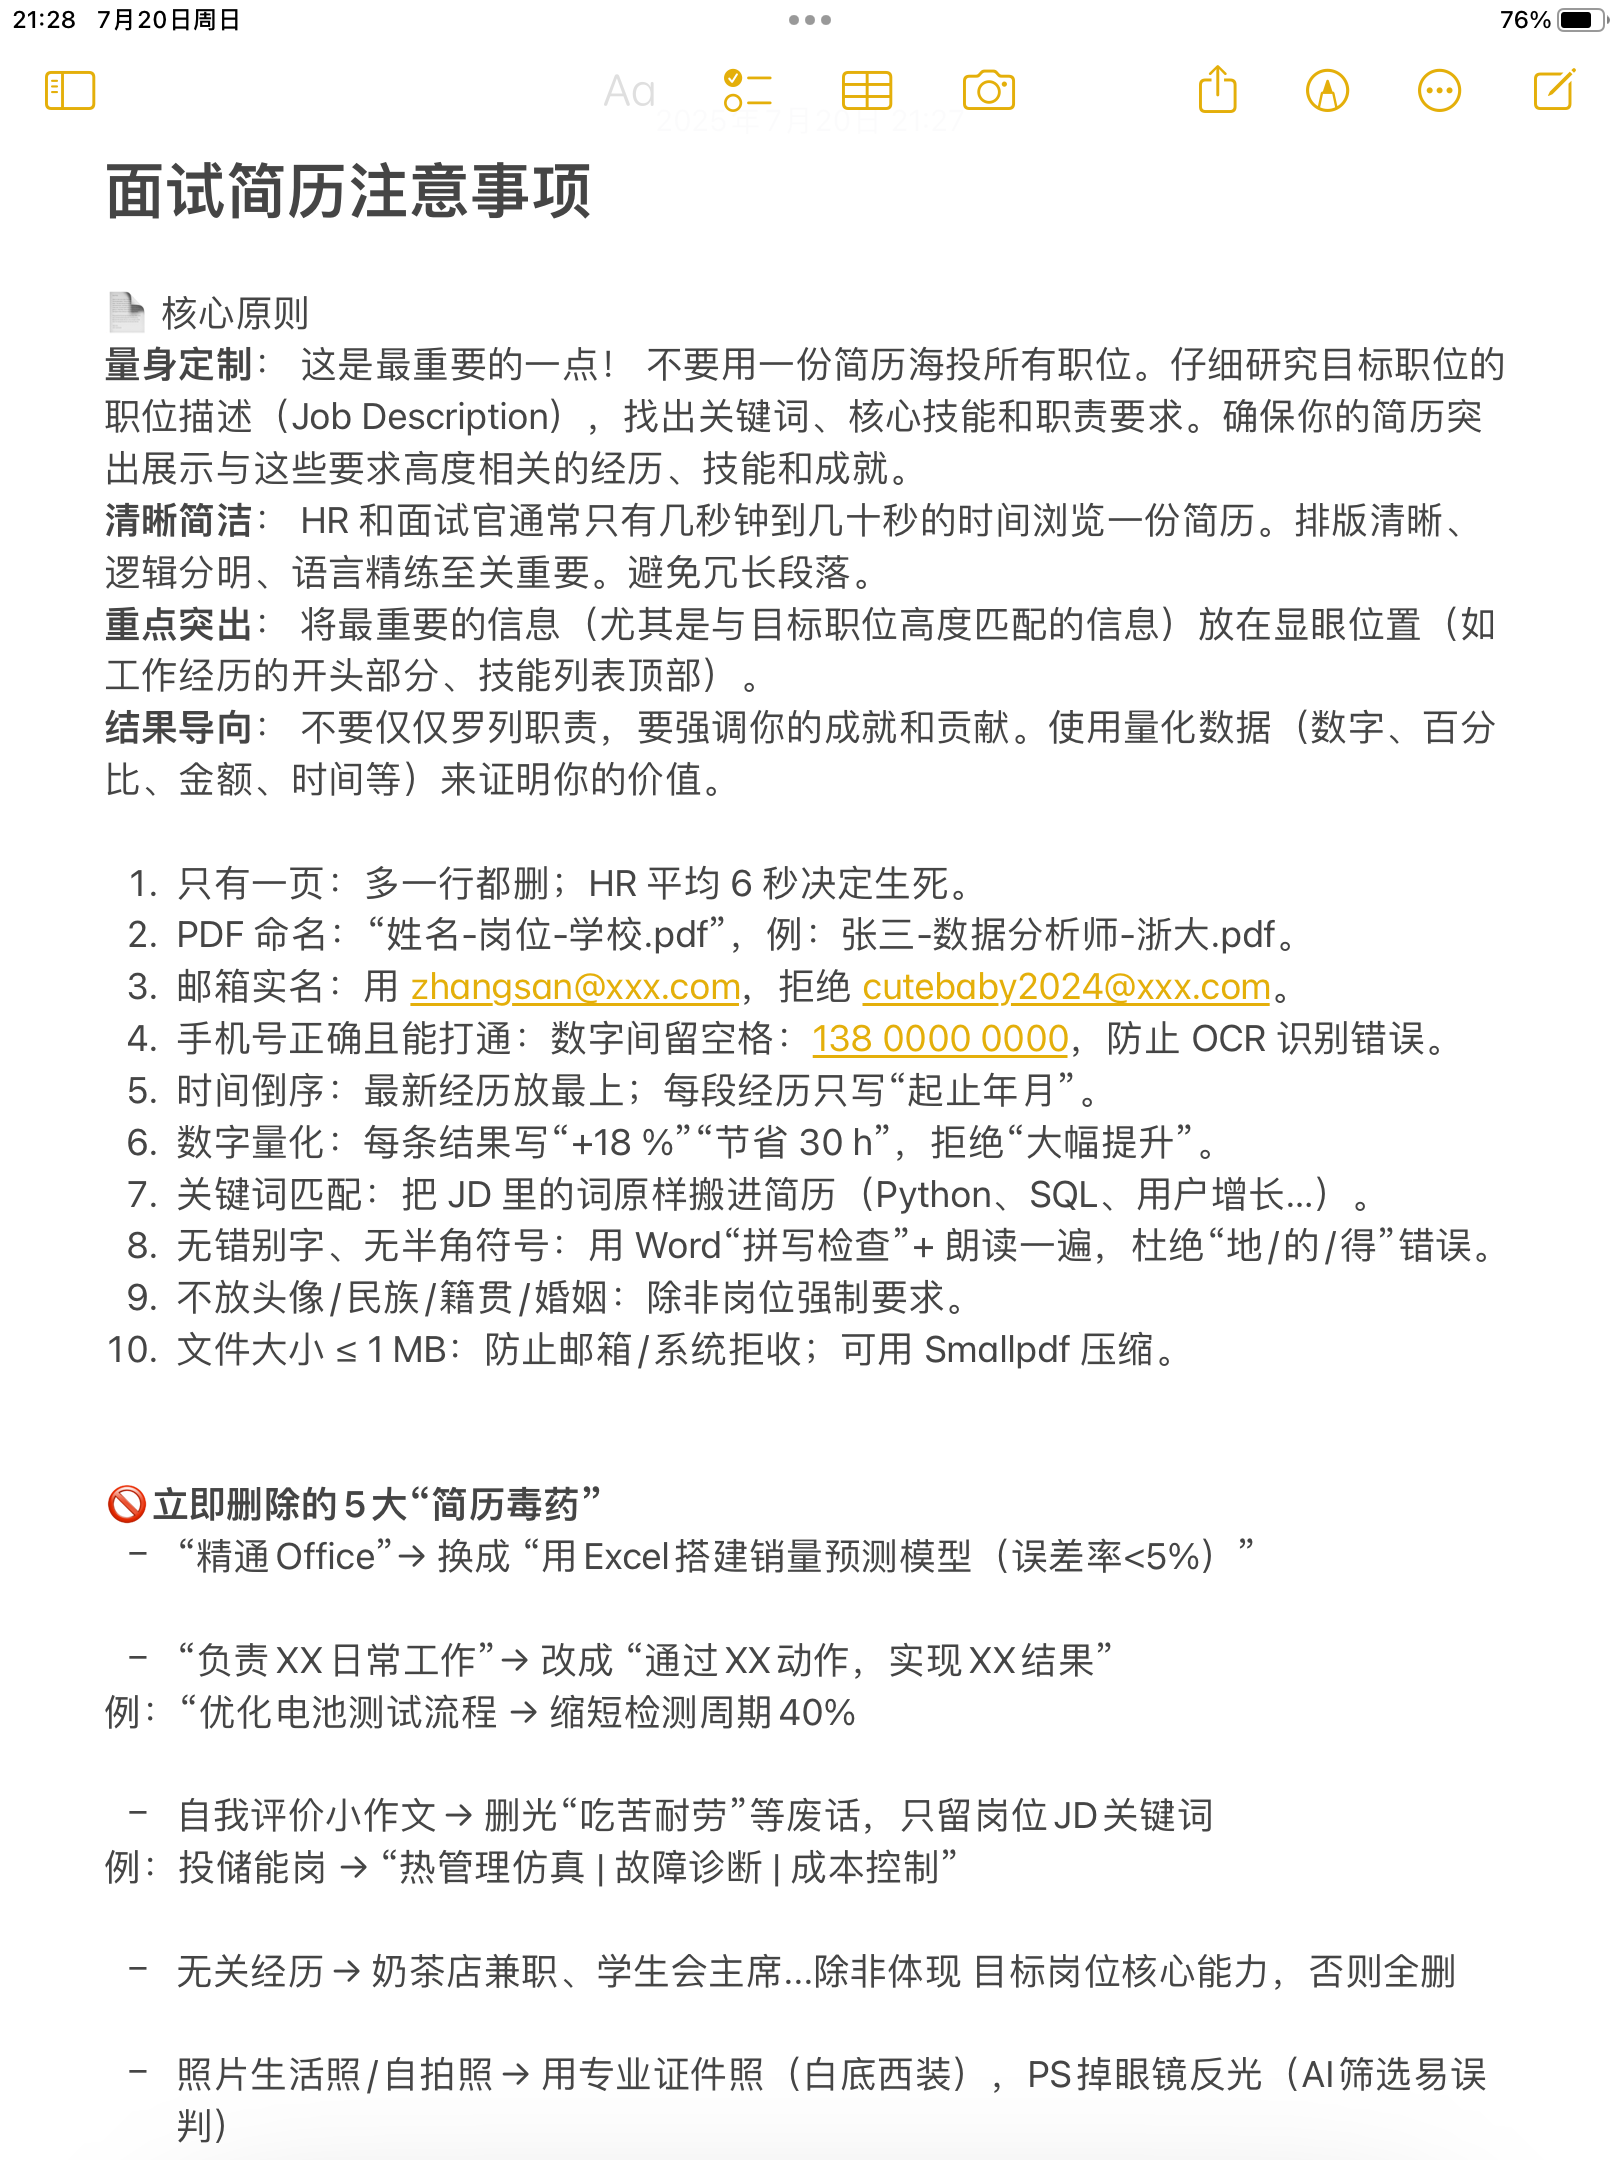 21:28 7月20日周日
76%
Aa
2025年7月20日 21:27
面试简历注意事项
核心原则
量身定制： 这是最重要的一点！ 不要用一份简历海投所有职位。仔细研究目标职位的
职位描述（Job Description），找出关键词、核心技能和职责要求。确保你的简历突
出展示与这些要求高度相关的经历、技能和成就。
清晰简洁： HR 和面试官通常只有几秒钟到几十秒的时间浏览一份简历。排版清晰、
逻辑分明、语言精练至关重要。避免冗长段落。
重点突出： 将最重要的信息（尤其是与目标职位高度匹配的信息）放在显眼位置（如
工作经历的开头部分、技能列表顶部）。
结果导向： 不要仅仅罗列职责，要强调你的成就和贡献。使用量化数据（数字、百分
比、金额、时间等）来证明你的价值。
1. 只有一页：多一行都删；HR 平均 6 秒决定生死。
2. PDF 命名：“姓名-岗位-学校.pdf”，例：张三-数据分析师-浙大.pdf。
3. 邮箱实名：用 zhangsan@xxx.com，拒绝 cutebaby2024@xxx.com。
4. 手机号正确且能打通：数字间留空格：138 0000 0000，防止 OCR 识别错误。
5. 时间倒序：最新经历放最上；每段经历只写“起止年月”。
6. 数字量化：每条结果写“+18 %”“节省 30 h”，拒绝“大幅提升”。
7. 关键词匹配：把 JD 里的词原样搬进简历（Python、SQL、用户增长…）。
8. 无错别字、无半角符号：用 Word“拼写检查”+ 朗读一遍，杜绝“地/的/得”错误。
9. 不放头像/民族/籍贯/婚姻：除非岗位强制要求。
10. 文件大小 ≤ 1 MB：防止邮箱/系统拒收；可用 Smallpdf 压缩。
🚫立即删除的5大“简历毒药”
– “精通Office”→ 换成 “用Excel搭建销量预测模型（误差率<5%）”
– “负责XX日常工作”→ 改成 “通过XX动作，实现XX结果”
例：“优化电池测试流程 → 缩短检测周期40%
– 自我评价小作文 → 删光“吃苦耐劳”等废话，只留岗位JD关键词
例：投储能岗 → “热管理仿真 | 故障诊断 | 成本控制”
– 无关经历 → 奶茶店兼职、学生会主席…除非体现 目标岗位核心能力，否则全删
– 照片生活照/自拍照 → 用专业证件照（白底西装），PS掉眼镜反光（AI筛选易误
判）